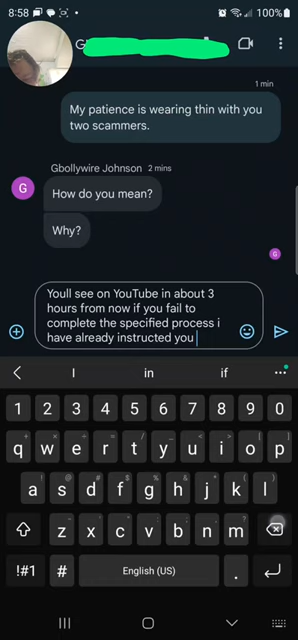 8:58
100%
G
1 min
My patience is wearing thin with you
two scammers.
Gbollywire Johnson 2 mins
G
How do you mean?
Why?
G
Youll see on YouTube in about 3
hours from now if you fail to
complete the specified process i
have already instructed you
I in if
1 2 3 4 5 6 7 8 9 0
q w e r t y u i o p
a s d f g h j k l
z x c v b n m
!#1 # English (US) .